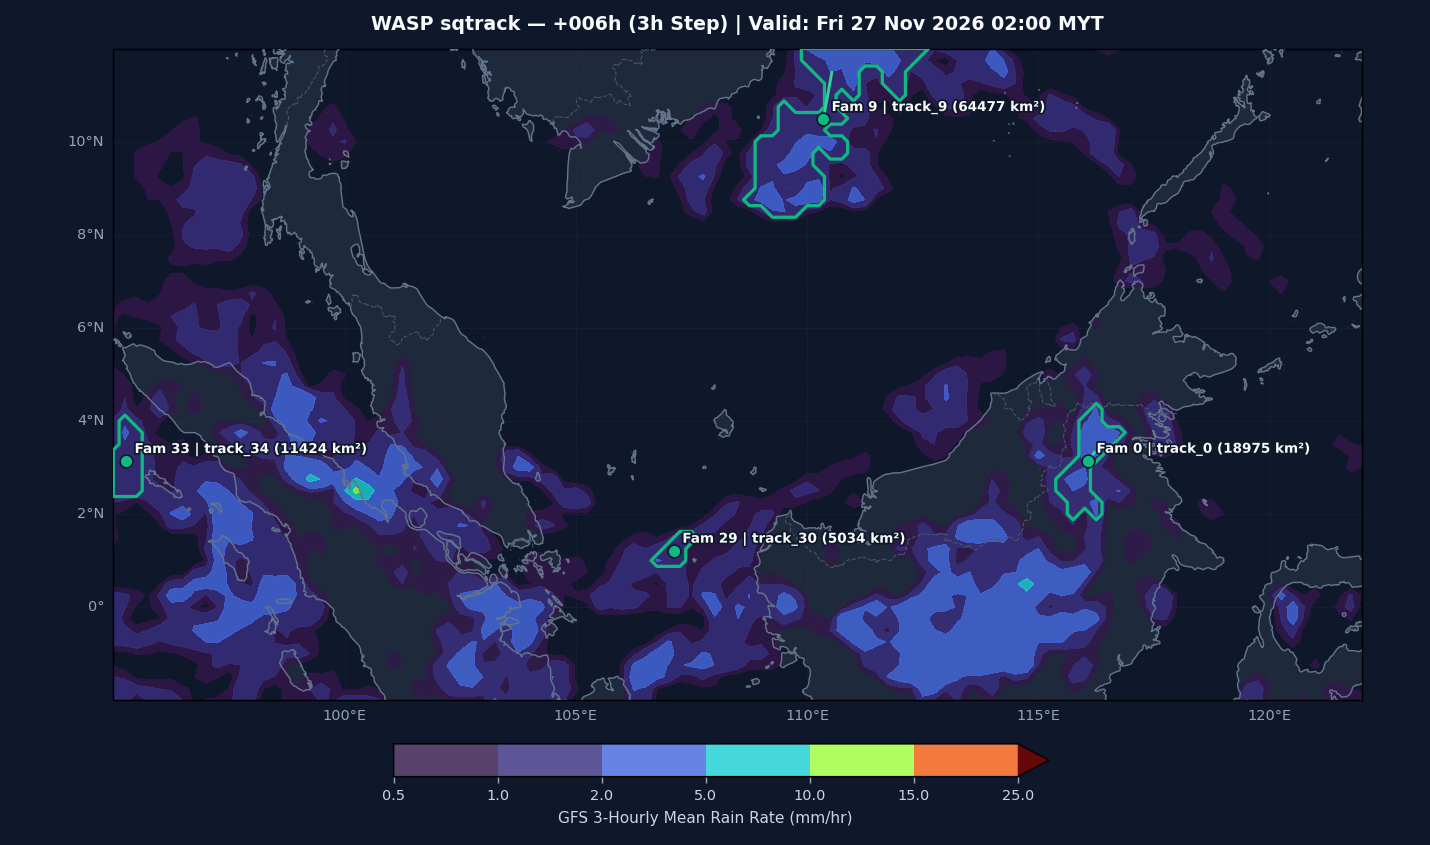 WASP sqtrack — +006h (3h Step) | Valid: Fri 27 Nov 2026 02:00 MYT
10°N
8°N
6°N
4°N
2°N
0°
Fam 9 | track_9 (64477 km²)
Fam 33 | track_34 (11424 km²)
Fam 0 | track_0 (18975 km²)
Fam 29 | track_30 (5034 km²)
100°E
105°E
110°E
115°E
120°E
0.5
1.0
2.0
5.0
10.0
15.0
25.0
GFS 3-Hourly Mean Rain Rate (mm/hr)